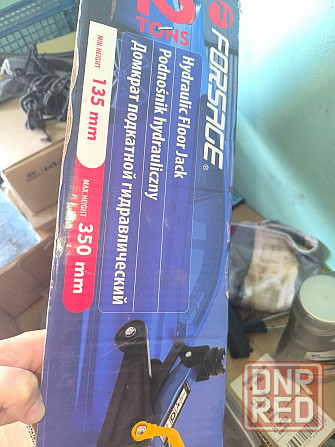 2
TONS
FORSAGE®
Hydraulic Floor Jack
Podnośnik hydrauliczny
Домкрат подкатной гидравлический
MIN. HEIGHT
135 mm
MAX. HEIGHT
350 mm
DNR
RED